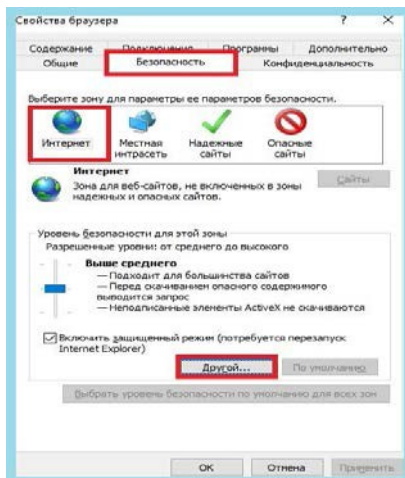 Свойства браузера ? ×
Содержание Подключения Программы Дополнительно
Общие Безопасность Конфиденциальность
Выберите зону для параметры ее параметров безопасности.
Интернет Местная интрасеть Надежные сайты Опасные сайты
Интернет
Зона для веб-сайтов, не включенных в зоны
надежных и опасных сайтов.
Сайты
Уровень безопасности для этой зоны
Разрешенные уровни: от среднего до высокого
Выше среднего
— Подходит для большинства сайтов
— Перед скачиванием опасного содержимого
выводится запрос
— Неподписанные элементы ActiveX не скачиваются
Включить защищенный режим (потребуется перезапуск
Internet Explorer)
Другой... По умолчанию
Выбрать уровень безопасности по умолчанию для всех зон
OK Отмена Применить